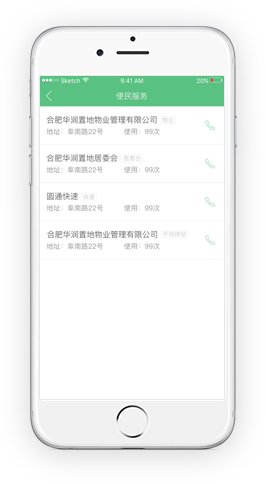 Sketch 9:41 AM 20%
便民服务
合肥华润置地物业管理有限公司 物业
地址：阜南路22号 使用：99次
合肥华润置地居委会 居委会
地址：阜南路22号 使用：99次
圆通快速 快速
地址：阜南路22号 使用：99次
合肥华润置地物业管理有限公司 开锁换锁
地址：阜南路22号 使用：99次